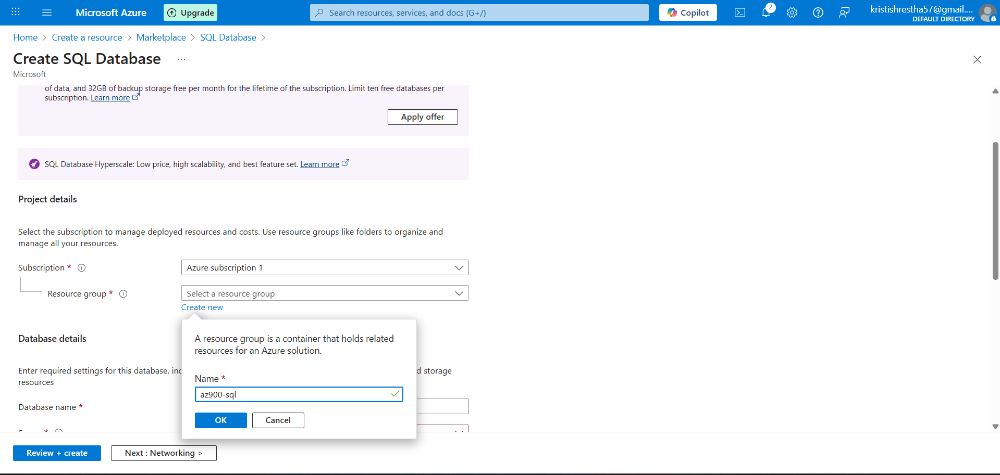 Microsoft Azure
Upgrade
Search resources, services, and docs (G+/)
Copilot
2
kristishrestha57@gmail....
DEFAULT DIRECTORY
Home > Create a resource > Marketplace > SQL Database >
Create SQL Database ...
Microsoft
of data, and 32GB of backup storage free per month for the lifetime of the subscription. Limit ten free databases per
subscription. Learn more
Apply offer
SQL Database Hyperscale: Low price, high scalability, and best feature set. Learn more
Project details
Select the subscription to manage deployed resources and costs. Use resource groups like folders to organize and
manage all your resources.
Subscription *
Azure subscription 1
Resource group *
Select a resource group
Create new
A resource group is a container that holds related
resources for an Azure solution.
Name *
az900-sql
OK
Cancel
Database details
Enter required settings for this database, inc
d storage
resources
Database name *
Review + create
Next : Networking >